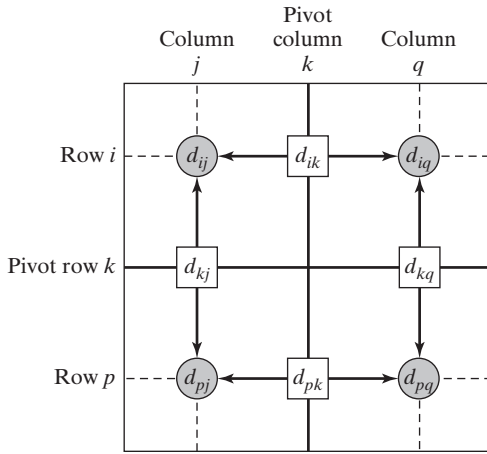 Column
j
Pivot
column
k
Column
q
Row i
d_ij
d_ik
d_iq
Pivot row k
d_kj
d_kq
Row p
d_pj
d_pk
d_pq